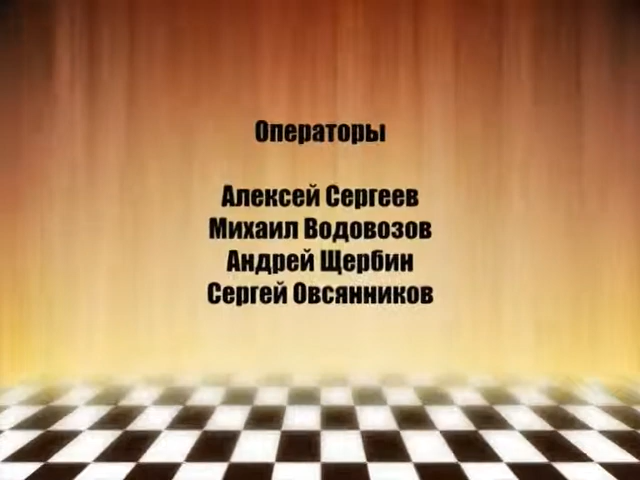 Операторы
Алексей Сергеев
Михаил Водовозов
Андрей Щербин
Сергей Овсянников